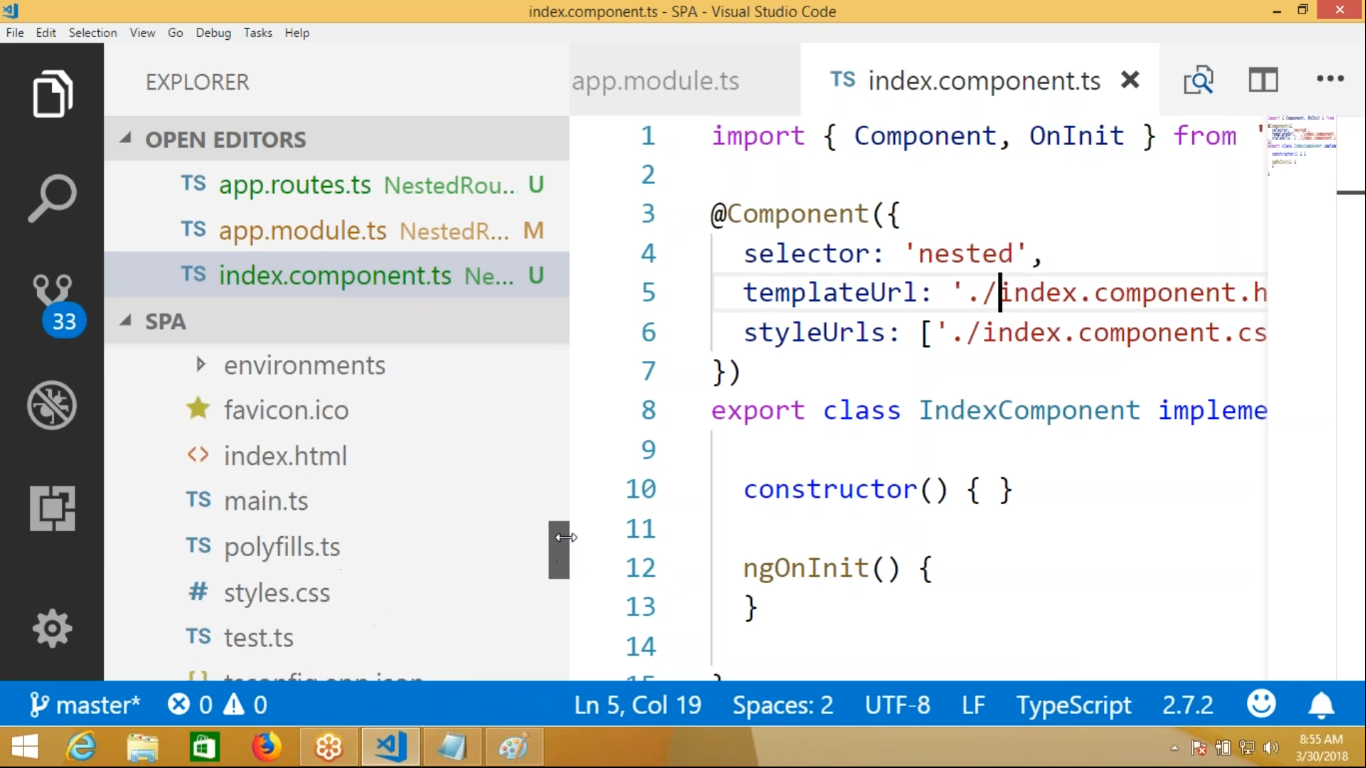 index.component.ts - SPA - Visual Studio Code
File Edit Selection View Go Debug Tasks Help
EXPLORER
OPEN EDITORS
TS app.routes.ts NestedRou... U
TS app.module.ts NestedR... M
TS index.component.ts Ne... U
33
SPA
environments
favicon.ico
<> index.html
TS main.ts
TS polyfills.ts
# styles.css
TS test.ts
app.module.ts
TS index.component.ts
1 import { Component, OnInit } from '
2
3 @Component({
4 selector: 'nested',
5 templateUrl: './index.component.h
6 styleUrls: ['./index.component.cs
7 })
8 export class IndexComponent impleme
9
10 constructor() { }
11
12 ngOnInit() {
13 }
14
master* 0 0 Ln 5, Col 19 Spaces: 2 UTF-8 LF TypeScript 2.7.2
8:55 AM
3/30/2018